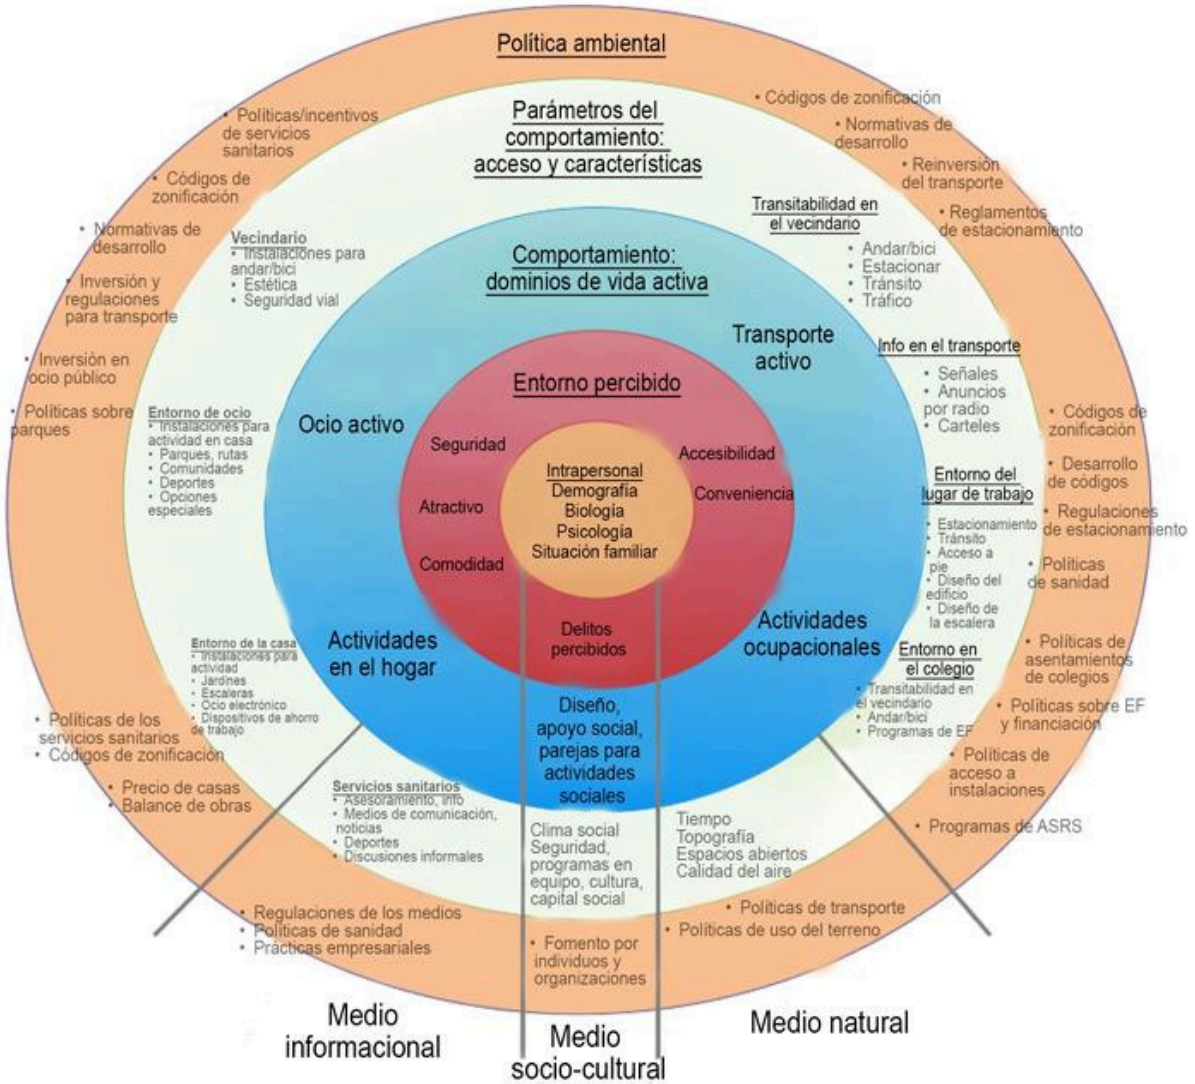 Política ambiental
Parámetros del
comportamiento:
acceso y características
Comportamiento:
dominios de vida activa
Entorno percibido
Intrapersonal
Demografía
Biología
Psicología
Situación familiar
Seguridad
Atractivo
Comodidad
Accesibilidad
Conveniencia
Delitos
percibidos
Ocio activo
Transporte
activo
Actividades
en el hogar
Actividades
ocupacionales
Diseño,
apoyo social,
parejas para
actividades
sociales
Vecindario
• Instalaciones para
andar/bici
• Estética
• Seguridad vial
Entorno de ocio
• Instalaciones para
actividad en casa
• Parques, rutas
• Comunidades
• Deportes
• Opciones
especiales
Entorno de la casa
• Instalaciones para
actividad
• Jardines
• Escaleras
• Ocio electrónico
• Dispositivos de ahorro
de trabajo
Servicios sanitarios
• Asesoramiento, info
• Medios de comunicación,
noticias
• Deportes
• Discusiones informales
Clima social
Seguridad,
programas en
equipo, cultura,
capital social
Tiempo
Topografía
Espacios abiertos
Calidad del aire
Transitabilidad en
el vecindario
• Andar/bici
• Estacionar
• Tránsito
• Tráfico
Info en el transporte
• Señales
• Anuncios
por radio
• Carteles
Entorno del
lugar de trabajo
• Estacionamiento
• Tránsito
• Acceso a
pie
• Diseño del
edificio
• Diseño de
la escalera
Entorno en
el colegio
• Transitabilidad en
el vecindario
• Andar/bici
• Programas de EF
• Políticas/incentivos
de servicios
sanitarios
• Códigos de
zonificación
• Normativas de
desarrollo
• Inversión y
regulaciones
para transporte
• Inversión en
ocio público
• Políticas sobre
parques
• Políticas de los
servicios sanitarios
• Códigos de zonificación
• Precio de casas
• Balance de obras
• Regulaciones de los medios
• Políticas de sanidad
• Prácticas empresariales
• Fomento por
individuos y
organizaciones
• Políticas de transporte
• Políticas de uso del terreno
• Códigos de zonificación
• Normativas de
desarrollo
• Reinversión
del transporte
• Reglamentos
de estacionamiento
• Códigos de
zonificación
• Desarrollo
de códigos
• Regulaciones
de estacionamiento
• Políticas
de sanidad
• Políticas de
asentamientos
de colegios
• Políticas sobre EF
y financiación
• Políticas de
acceso a
instalaciones
• Programas de ASRS
Medio
informacional
Medio
socio-cultural
Medio natural